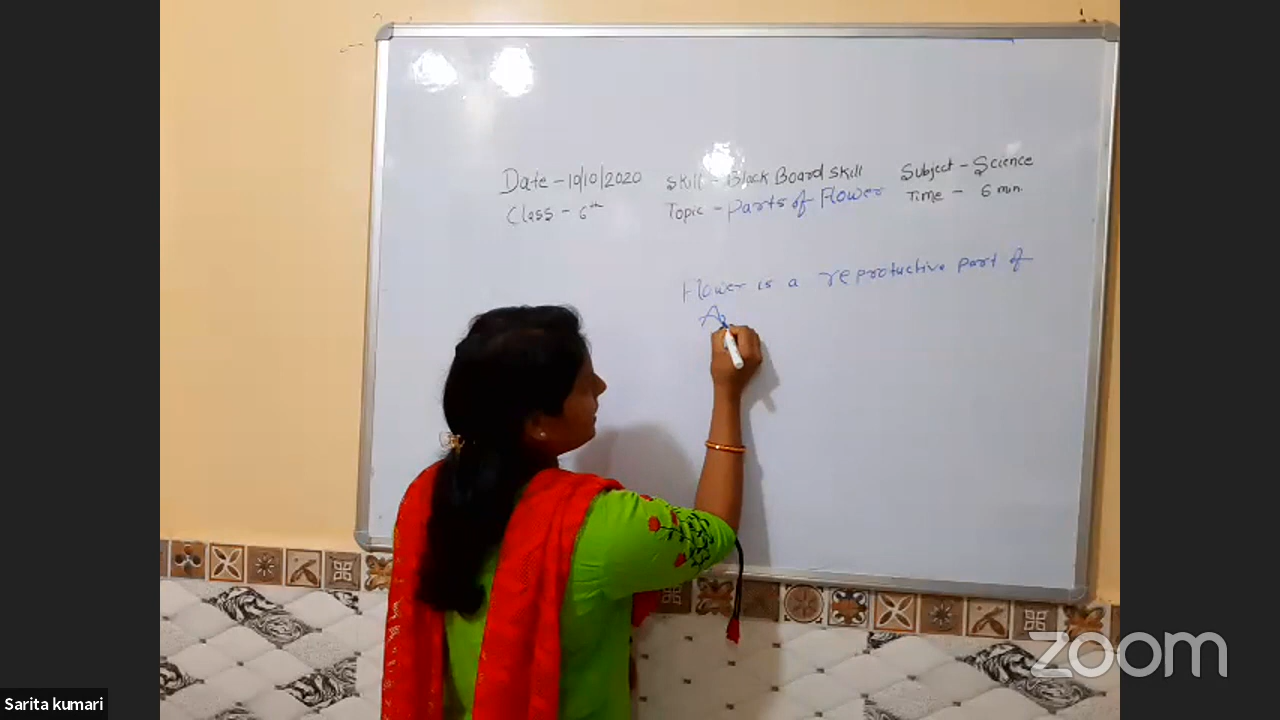 Date - 10/10/2020 Skill - Black Board Skill Subject - Science
Class - 6th Topic - Parts of Flower Time - 6 min.
Flower is a reproductive part of
zoom
Sarita kumari